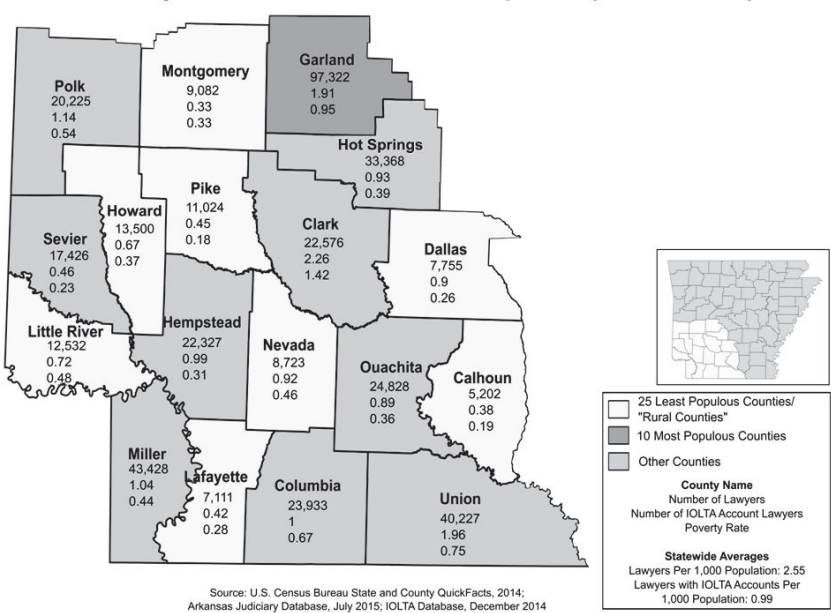 Polk
20,225
1.14
0.54
Montgomery
9,082
0.33
0.33
Garland
97,322
1.91
0.95
Hot Springs
33,368
0.93
0.39
Howard
13,500
0.67
0.37
Pike
11,024
0.45
0.18
Clark
22,576
2.26
1.42
Sevier
17,426
0.46
0.23
Dallas
7,755
0.9
0.26
Little River
12,532
0.72
0.48
Hempstead
22,327
0.99
0.31
Nevada
8,723
0.92
0.46
Ouachita
24,828
0.89
0.36
Calhoun
5,202
0.38
0.19
Miller
43,428
1.04
0.44
Lafayette
7,111
0.42
0.28
Columbia
23,933
1
0.67
Union
40,227
1.96
0.75
25 Least Populous Counties/
"Rural Counties"
10 Most Populous Counties
Other Counties
County Name
Number of Lawyers
Number of IOLTA Account Lawyers
Poverty Rate
Statewide Averages
Lawyers Per 1,000 Population: 2.55
Lawyers with IOLTA Accounts Per
1,000 Population: 0.99
Source: U.S. Census Bureau State and County QuickFacts, 2014;
Arkansas Judiciary Database, July 2015; IOLTA Database, December 2014